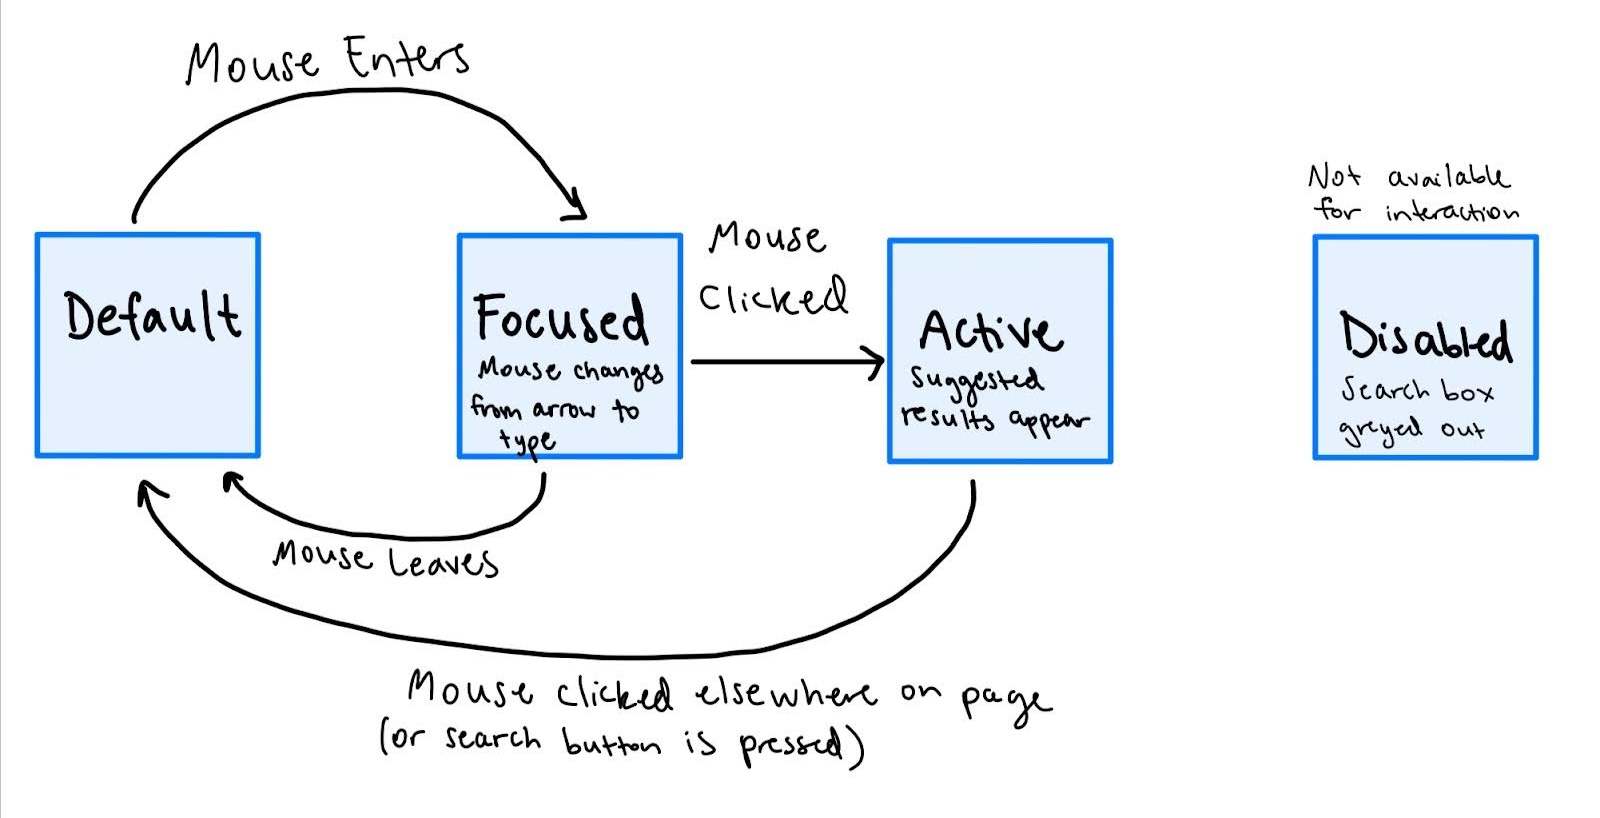 Mouse Enters
Not available
for interaction
Mouse
Clicked
Default
Focused
Mouse changes
from arrow to
type
Active
Suggested
results appear
Disabled
Search box
greyed out
Mouse Leaves
Mouse clicked elsewhere on page
(or search button is pressed)